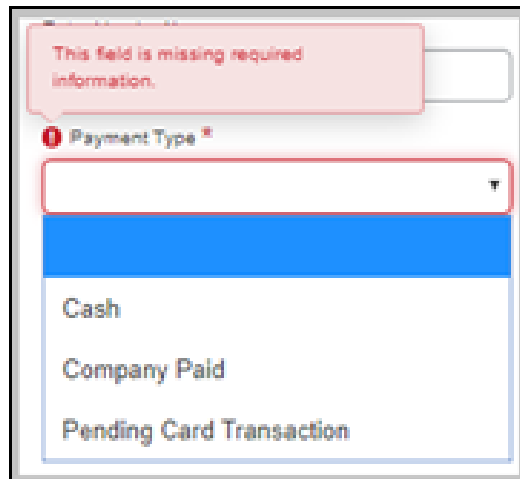 This field is missing required
information.
Payment Type *
Cash
Company Paid
Pending Card Transaction